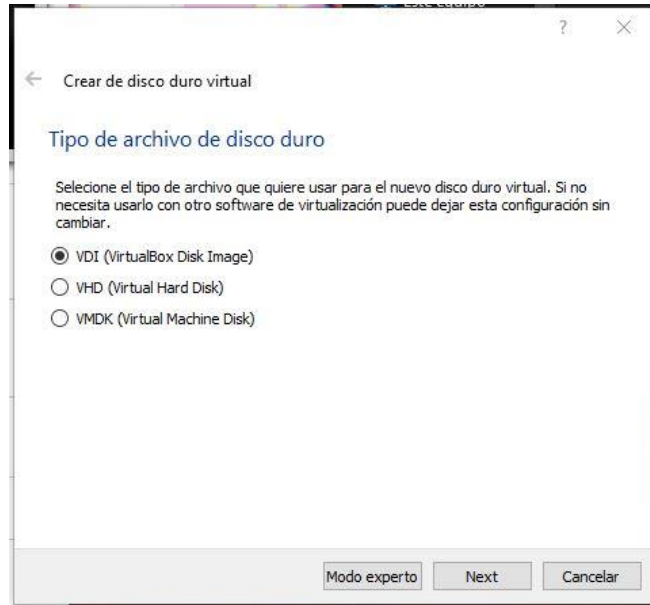 Este equipo
?
Crear de disco duro virtual
Tipo de archivo de disco duro
Selecione el tipo de archivo que quiere usar para el nuevo disco duro virtual. Si no
necesita usarlo con otro software de virtualización puede dejar esta configuración sin
cambiar.
VDI (VirtualBox Disk Image)
VHD (Virtual Hard Disk)
VMDK (Virtual Machine Disk)
Modo experto Next Cancelar